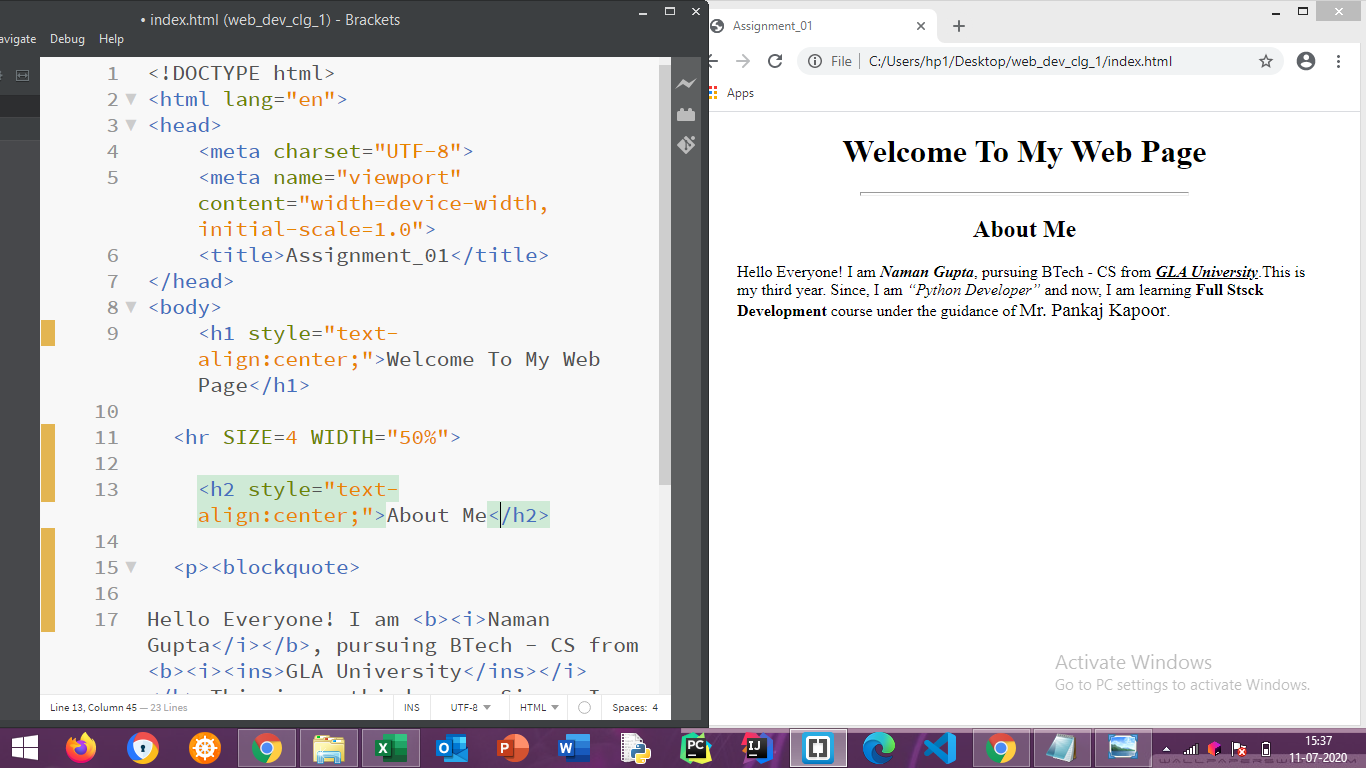 • index.html (web_dev_clg_1) - Brackets
avigate Debug Help
1 <!DOCTYPE html>
2 <html lang="en">
3 <head>
4 <meta charset="UTF-8">
5 <meta name="viewport"
content="width=device-width,
initial-scale=1.0">
6 <title>Assignment_01</title>
7 </head>
8 <body>
9 <h1 style="text-
align:center;">Welcome To My Web
Page</h1>
10
11 <hr SIZE=4 WIDTH="50%">
12
13 <h2 style="text-
align:center;">About Me</h2>
14
15 <p><blockquote>
16
17 Hello Everyone! I am <b><i>Naman
Gupta</i></b>, pursuing BTech - CS from
<b><i><ins>GLA University</ins></i>
Line 13, Column 45 — 23 Lines
INS
UTF-8
HTML
Spaces: 4
Assignment_01
File C:/Users/hp1/Desktop/web_dev_clg_1/index.html
Apps
Welcome To My Web Page
About Me
Hello Everyone! I am Naman Gupta, pursuing BTech - CS from GLA University.This is
my third year. Since, I am “Python Developer” and now, I am learning Full Stsck
Development course under the guidance of Mr. Pankaj Kapoor.
Activate Windows
Go to PC settings to activate Windows.
15:37
11-07-2020